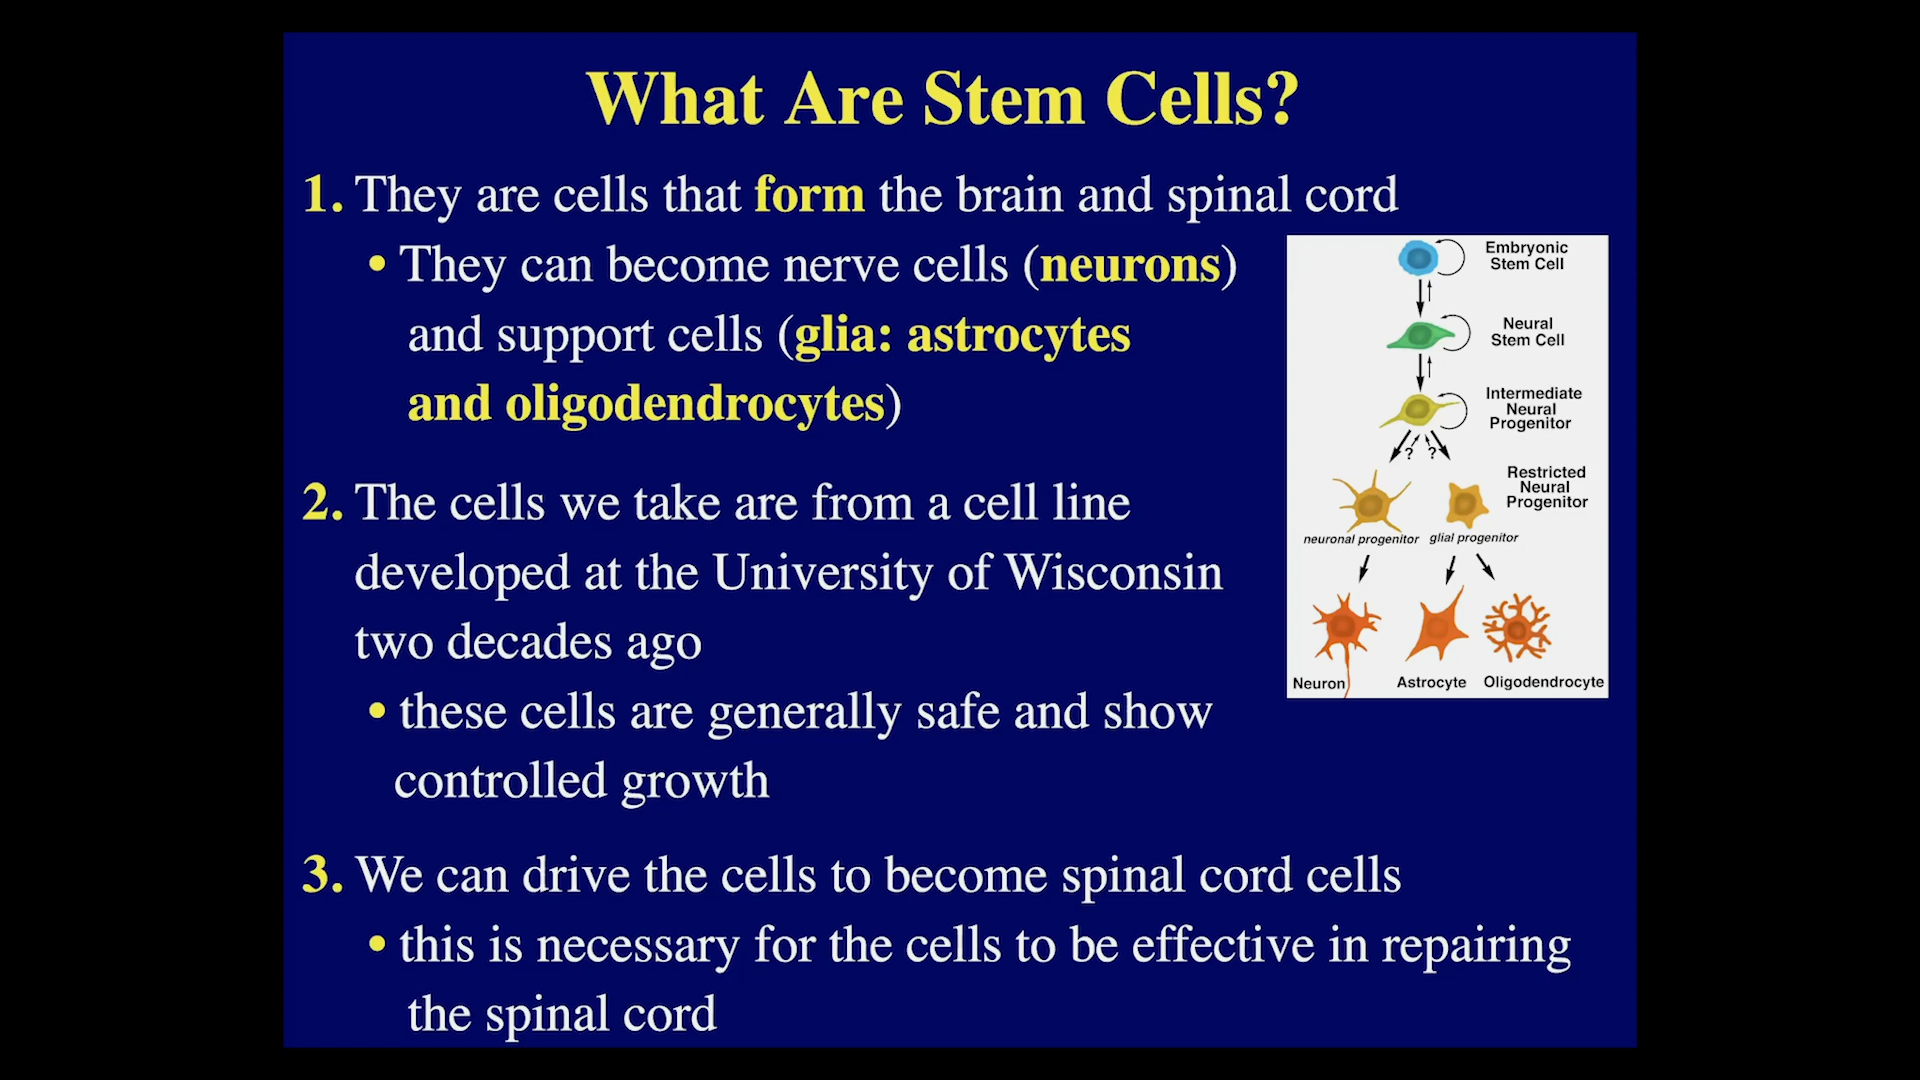 What Are Stem Cells?
1. They are cells that form the brain and spinal cord
• They can become nerve cells (neurons)
and support cells (glia: astrocytes
and oligodendrocytes)
2. The cells we take are from a cell line
developed at the University of Wisconsin
two decades ago
• these cells are generally safe and show
controlled growth
3. We can drive the cells to become spinal cord cells
• this is necessary for the cells to be effective in repairing
the spinal cord
Embryonic
Stem Cell
Neural
Stem Cell
Intermediate
Neural
Progenitor
? ?
Restricted
Neural
Progenitor
neuronal progenitor glial progenitor
Neuron Astrocyte Oligodendrocyte